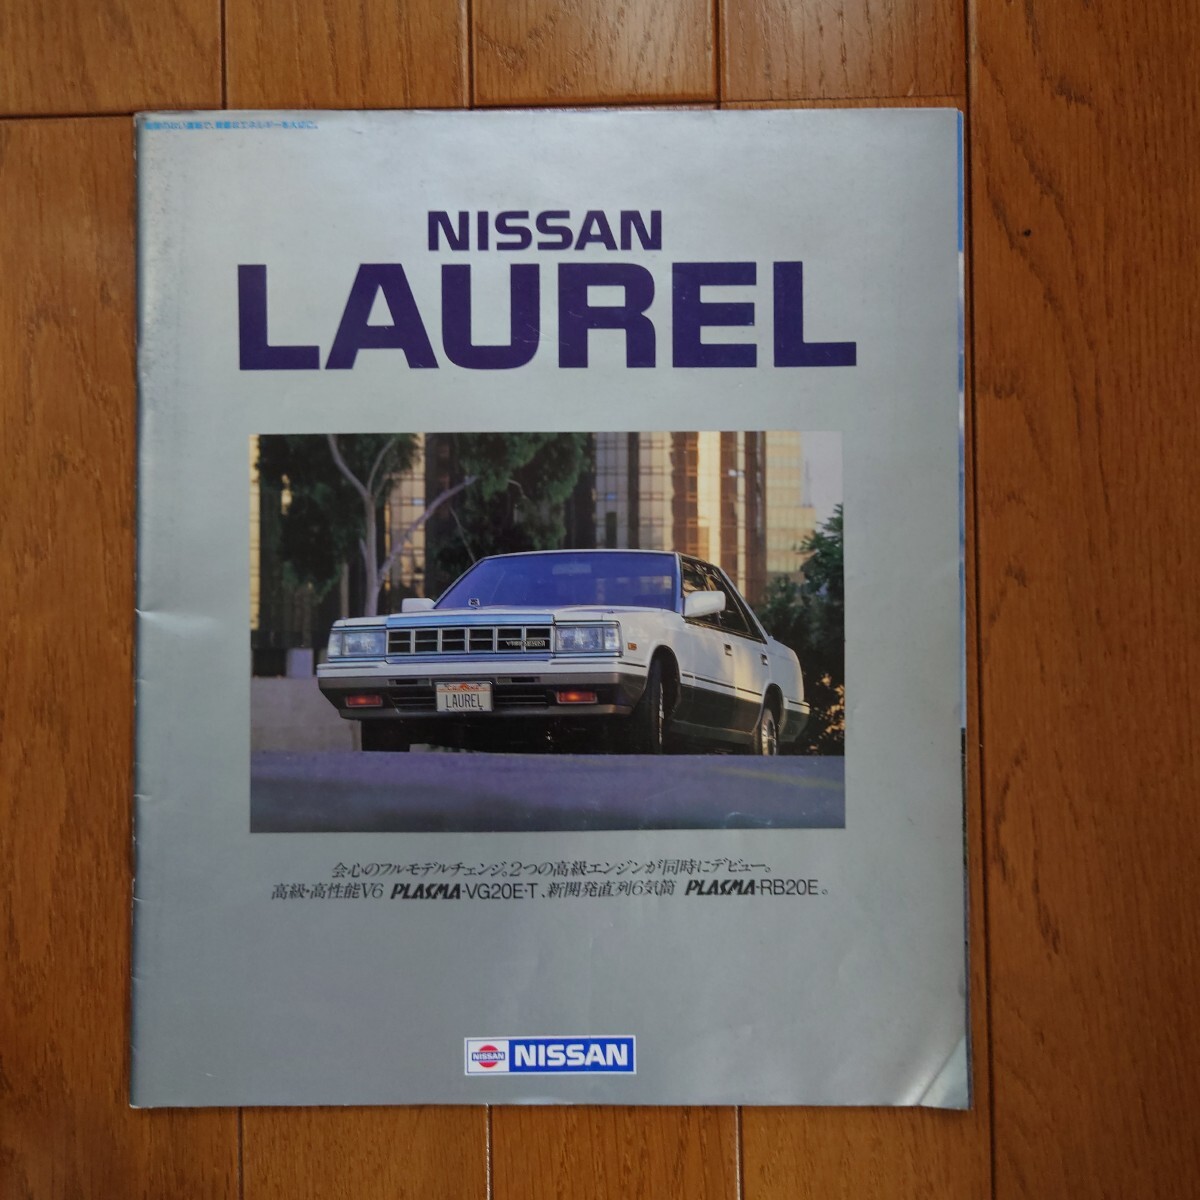 NISSAN
LAUREL
LAUREL
会心のフルモデルチェンジ。2つの高級エンジンが同時にデビュー。
高級・高性能V6 PLASMA-VG20E・T、新開発直列6気筒 PLASMA-RB20E。
NISSAN NISSAN